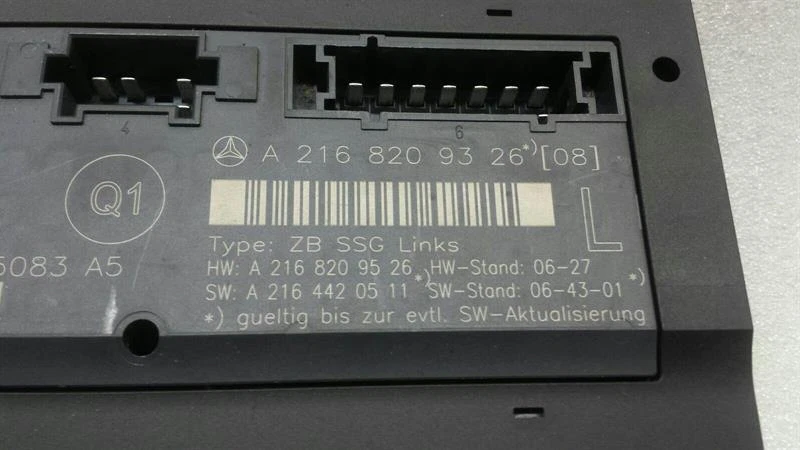 4
6
A 216 820 93 26*)[08]
Q1
L
Type: ZB SSG Links
5083 A5
HW: A 216 820 95 26*) HW-Stand: 06-27
SW: A 216 442 05 11*) SW-Stand: 06-43-01*)
*) gueltig bis zur evtl. SW-Aktualisierung